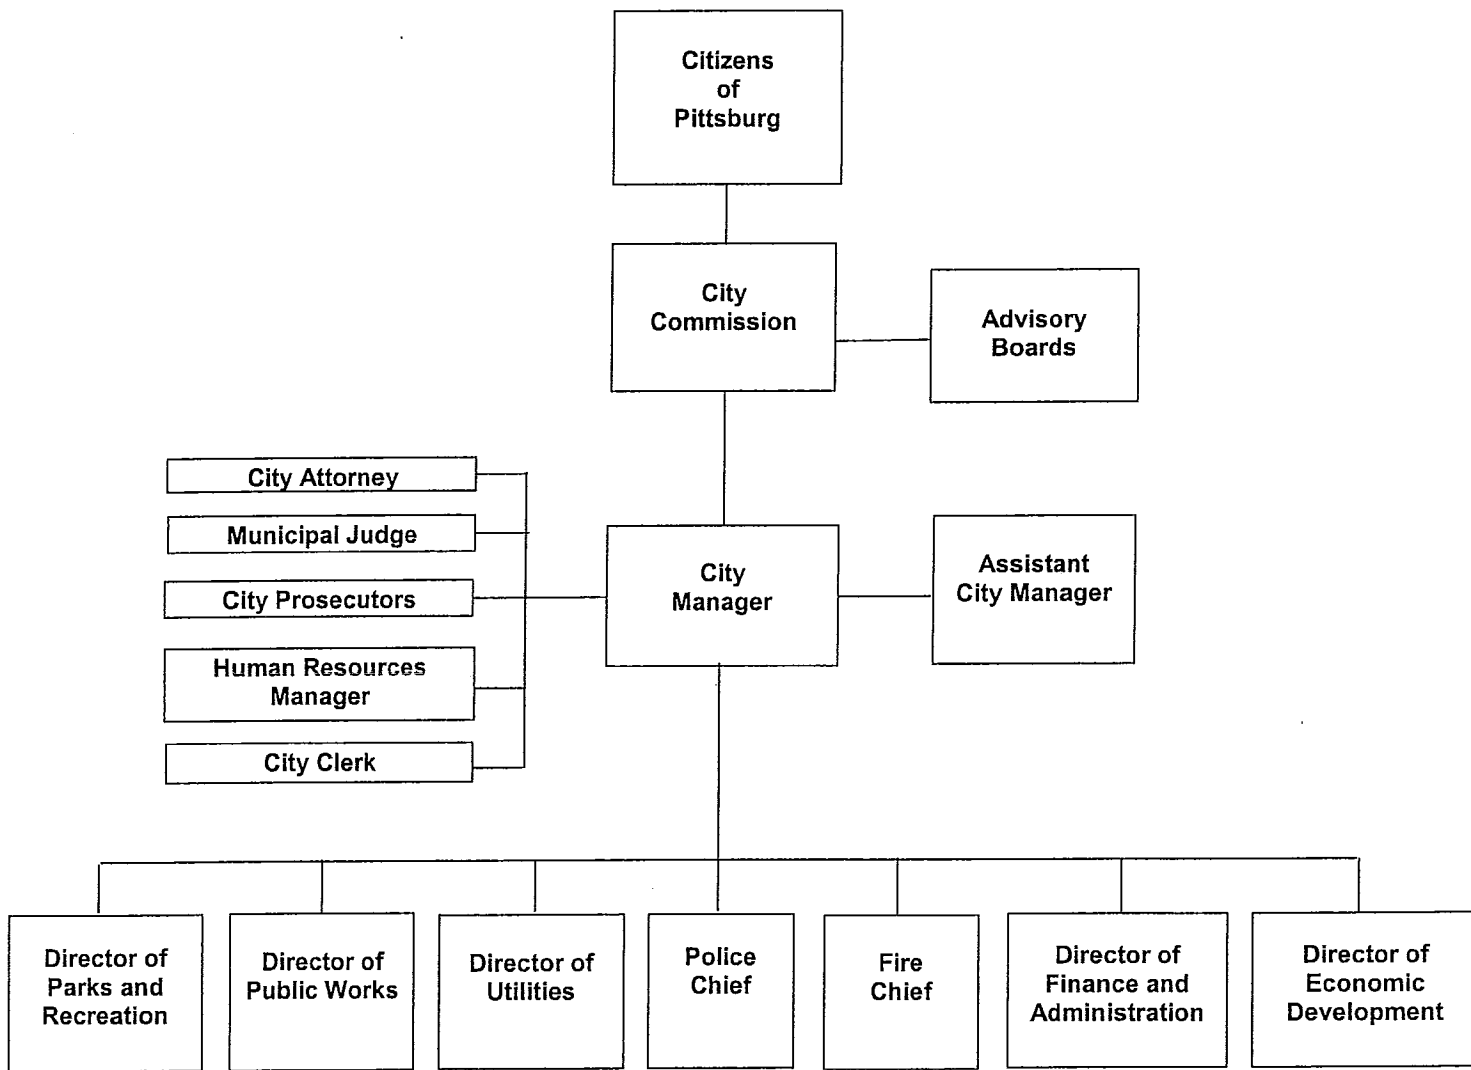 Citizens
of
Pittsburg
City
Commission
Advisory
Boards
City Attorney
Municipal Judge
City Prosecutors
Human Resources
Manager
City Clerk
City
Manager
Assistant
City Manager
Director of
Parks and
Recreation
Director of
Public Works
Director of
Utilities
Police
Chief
Fire
Chief
Director of
Finance and
Administration
Director of
Economic
Development